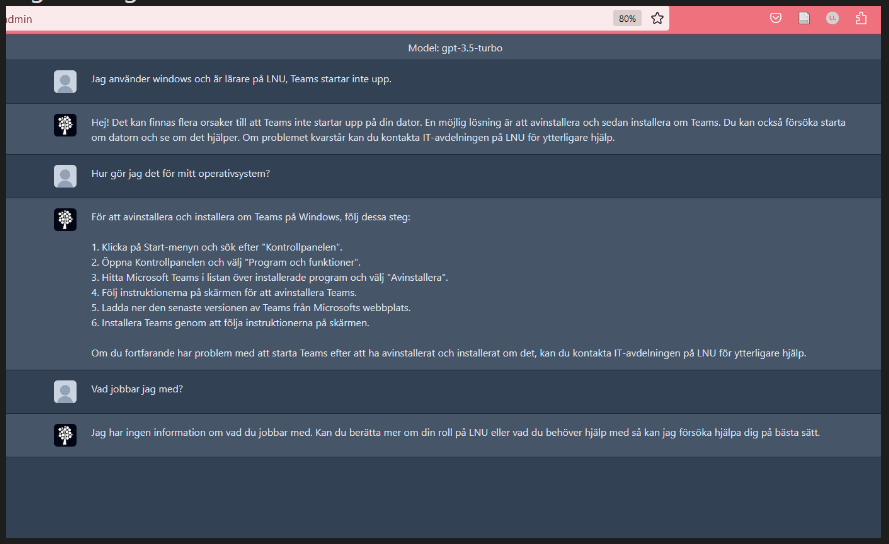 admin
80%
LL
Model: gpt-3.5-turbo
Jag använder windows och är lärare på LNU, Teams startar inte upp.
Hej! Det kan finnas flera orsaker till att Teams inte startar upp på din dator. En möjlig lösning är att avinstallera och sedan installera om Teams. Du kan också försöka starta
om datorn och se om det hjälper. Om problemet kvarstår kan du kontakta IT-avdelningen på LNU för ytterligare hjälp.
Hur gör jag det för mitt operativsystem?
För att avinstallera och installera om Teams på Windows, följ dessa steg:
1. Klicka på Start-menyn och sök efter "Kontrollpanelen".
2. Öppna Kontrollpanelen och välj "Program och funktioner".
3. Hitta Microsoft Teams i listan över installerade program och välj "Avinstallera".
4. Följ instruktionerna på skärmen för att avinstallera Teams.
5. Ladda ner den senaste versionen av Teams från Microsofts webbplats.
6. Installera Teams genom att följa instruktionerna på skärmen.
Om du fortfarande har problem med att starta Teams efter att ha avinstallerat och installerat om det, kan du kontakta IT-avdelningen på LNU för ytterligare hjälp.
Vad jobbar jag med?
Jag har ingen information om vad du jobbar med. Kan du berätta mer om din roll på LNU eller vad du behöver hjälp med så kan jag försöka hjälpa dig på bästa sätt.